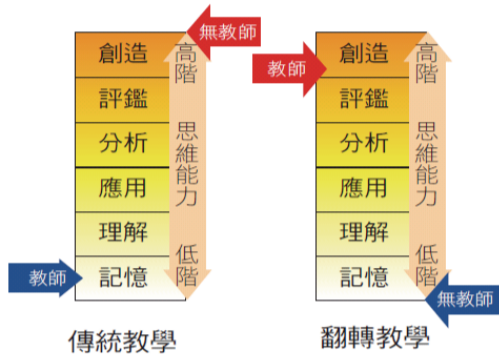 無教師
創造
評鑑
分析
應用
理解
記憶
高階 思維能力 低階
教師
傳統教學
教師
創造
評鑑
分析
應用
理解
記憶
高階 思維能力 低階
無教師
翻轉教學